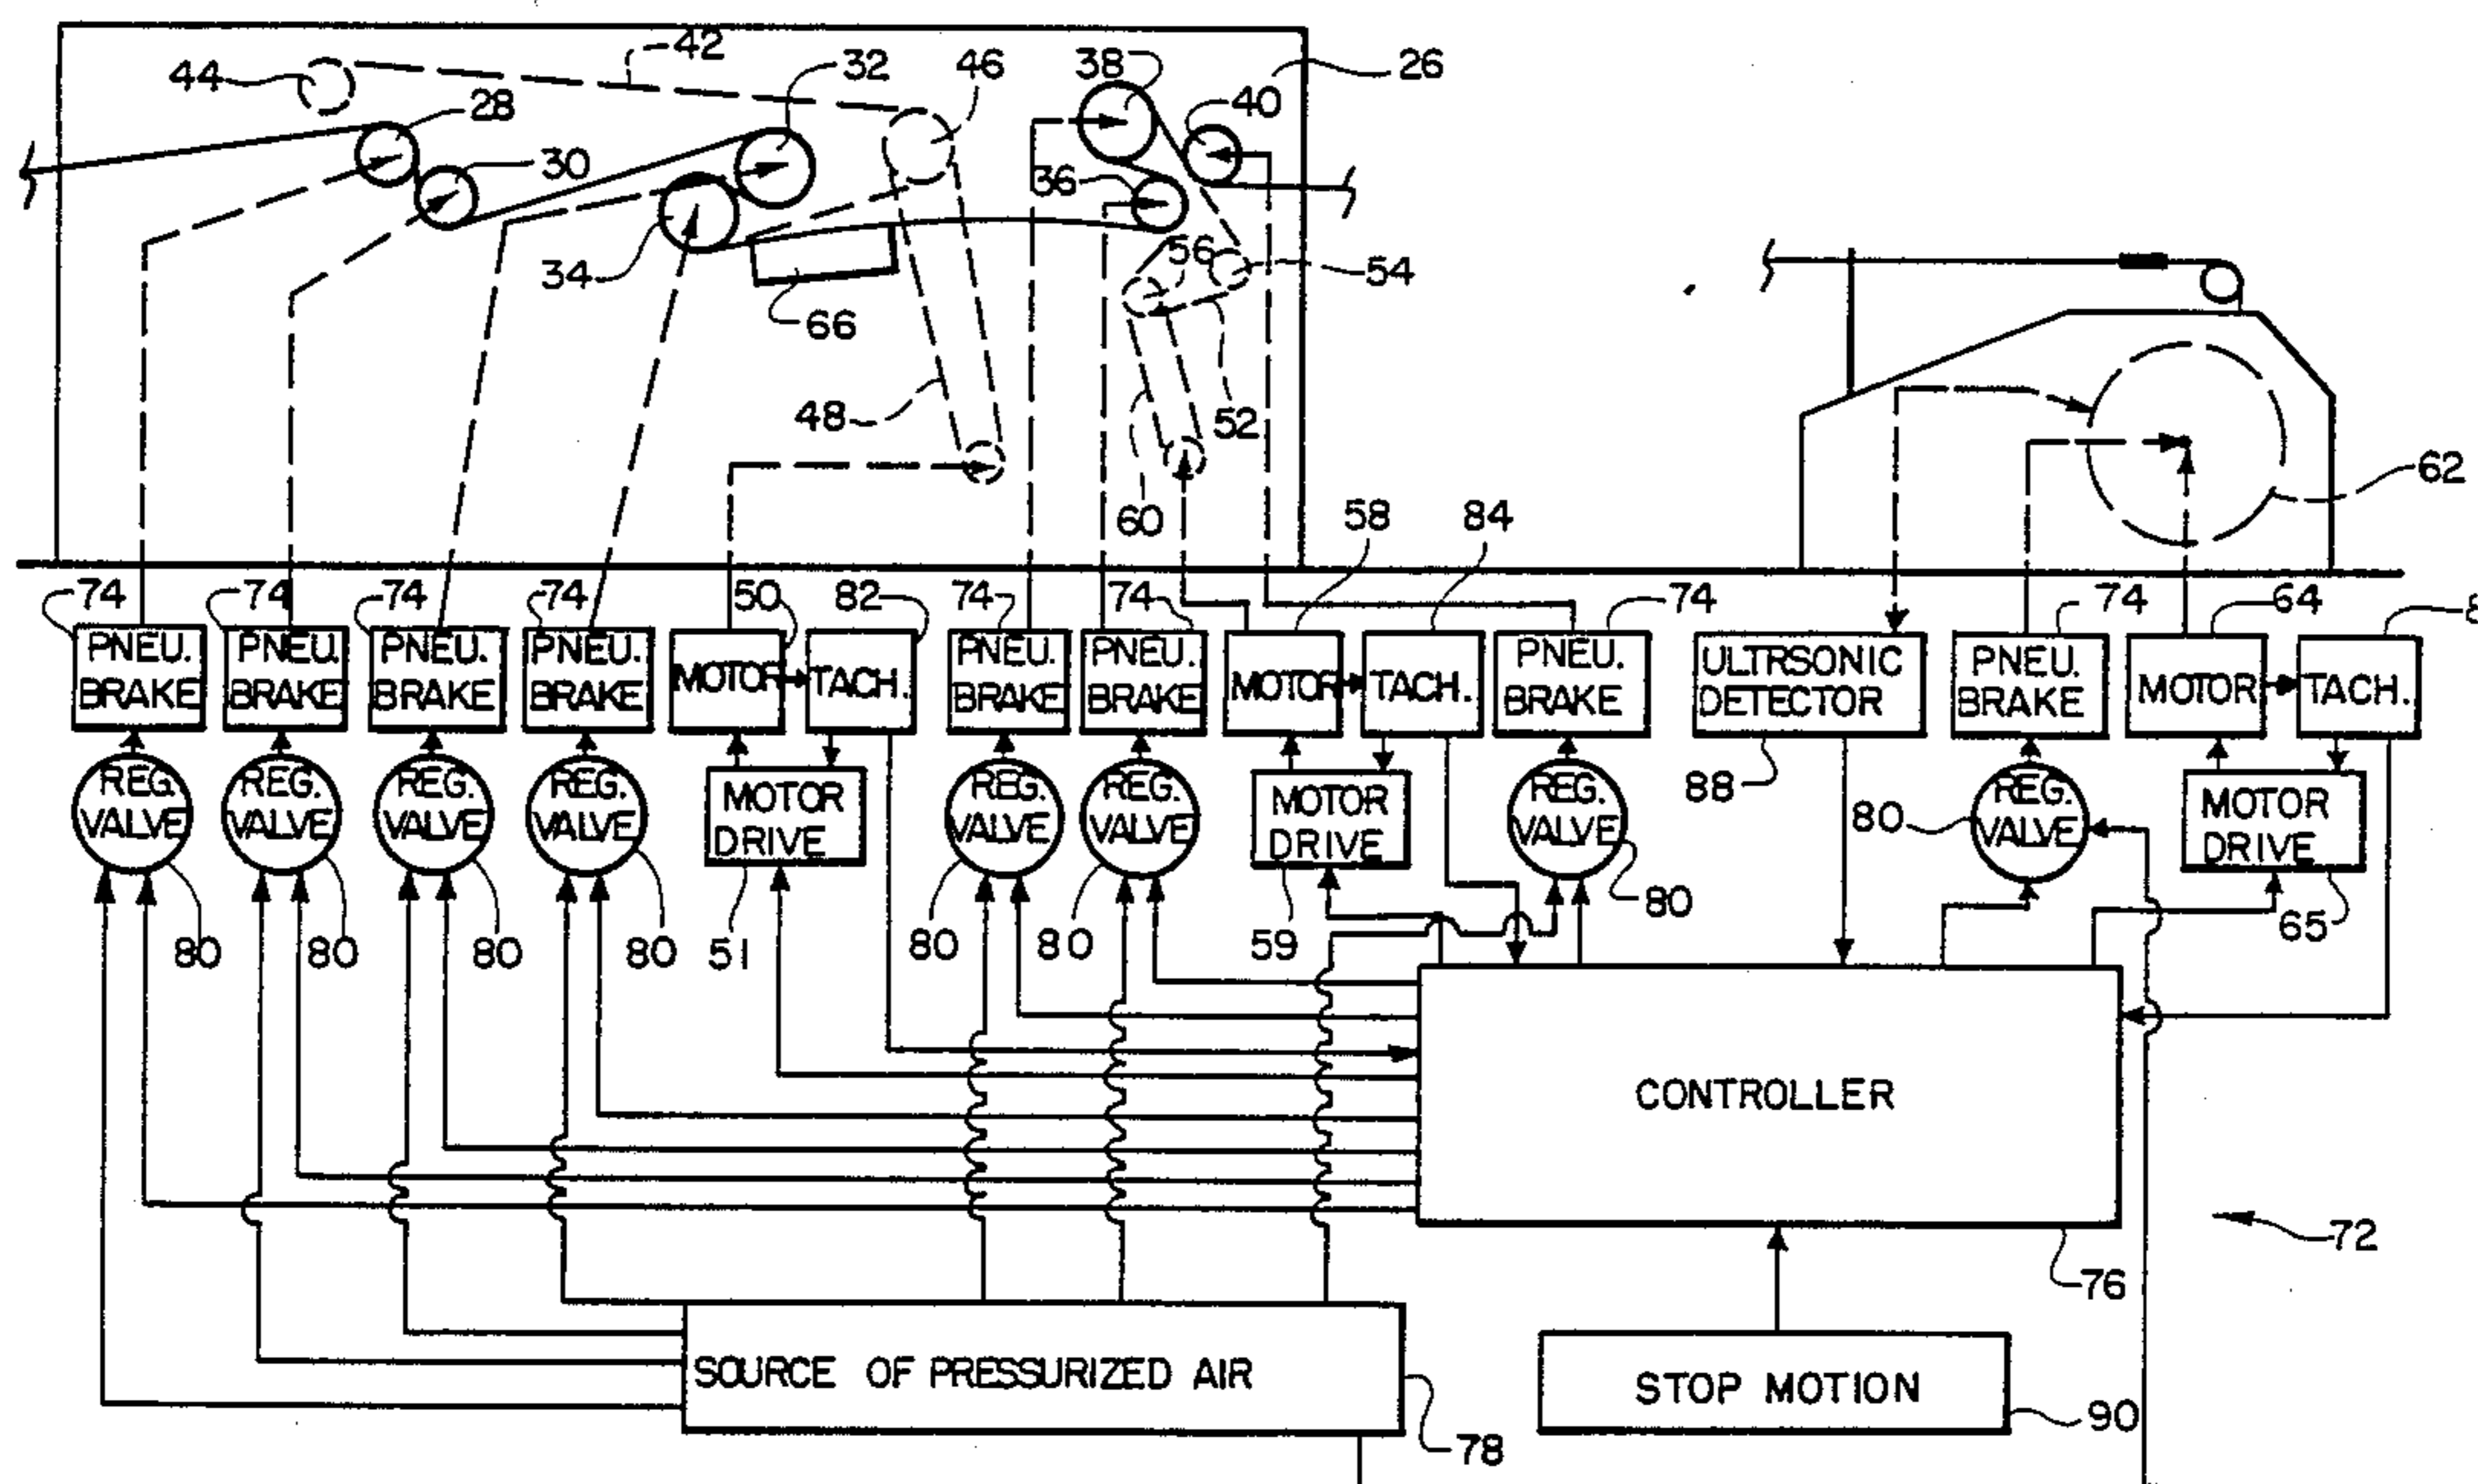 42
44
32
46
38
26
28
40
30
36
34
56
54
66
48
52
60
62
58
84
74
74
74
74
50
82
74
74
74
74
64
PNEU.
BRAKE
PNEU.
BRAKE
PNEU.
BRAKE
PNEU.
BRAKE
MOTOR
TACH.
PNEU.
BRAKE
PNEU.
BRAKE
MOTOR
TACH.
PNEU.
BRAKE
ULTRSONIC
DETECTOR
PNEU.
BRAKE
MOTOR
TACH.
REG.
VALVE
REG.
VALVE
REG.
VALVE
REG.
VALVE
MOTOR
DRIVE
REG.
VALVE
REG.
VALVE
MOTOR
DRIVE
REG.
VALVE
88
80
REG.
VALVE
MOTOR
DRIVE
80
80
80
80
51
80
80
59
80
65
CONTROLLER
72
76
SOURCE OF PRESSURIZED AIR
78
STOP MOTION
90